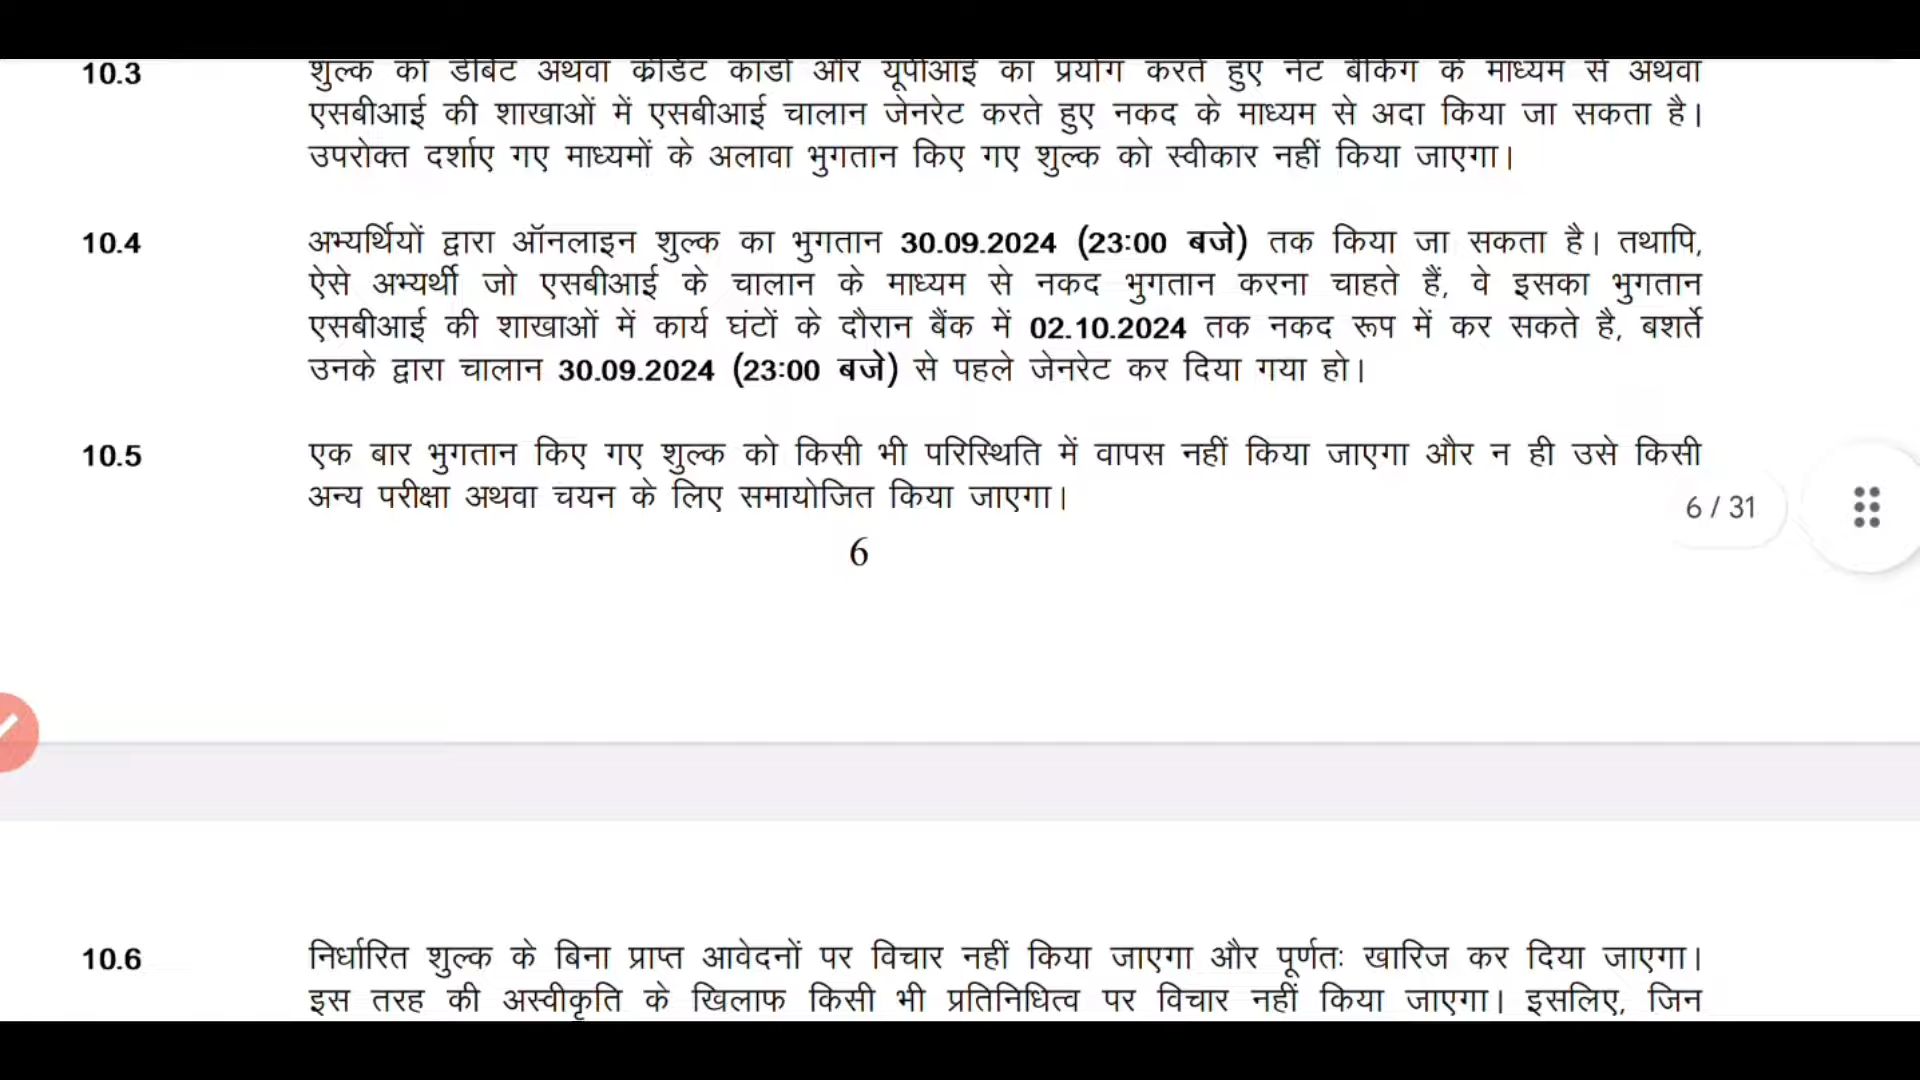 10.3 शुल्क को डेबिट अथवा क्रेडिट कार्डों और यूपीआई का प्रयोग करते हुए नेट बैंकिंग के माध्यम से अथवा
एसबीआई की शाखाओं में एसबीआई चालान जेनरेट करते हुए नकद के माध्यम से अदा किया जा सकता है।
उपरोक्त दर्शाए गए माध्यमों के अलावा भुगतान किए गए शुल्क को स्वीकार नहीं किया जाएगा।
10.4 अभ्यर्थियों द्वारा ऑनलाइन शुल्क का भुगतान 30.09.2024 (23:00 बजे) तक किया जा सकता है। तथापि,
ऐसे अभ्यर्थी जो एसबीआई के चालान के माध्यम से नकद भुगतान करना चाहते हैं, वे इसका भुगतान
एसबीआई की शाखाओं में कार्य घंटों के दौरान बैंक में 02.10.2024 तक नकद रूप में कर सकते है, बशर्ते
उनके द्वारा चालान 30.09.2024 (23:00 बजे) से पहले जेनरेट कर दिया गया हो।
10.5 एक बार भुगतान किए गए शुल्क को किसी भी परिस्थिति में वापस नहीं किया जाएगा और न ही उसे किसी
अन्य परीक्षा अथवा चयन के लिए समायोजित किया जाएगा।
6 / 31
6
10.6 निर्धारित शुल्क के बिना प्राप्त आवेदनों पर विचार नहीं किया जाएगा और पूर्णतः खारिज कर दिया जाएगा।
इस तरह की अस्वीकृति के खिलाफ किसी भी प्रतिनिधित्व पर विचार नहीं किया जाएगा। इसलिए, जिन